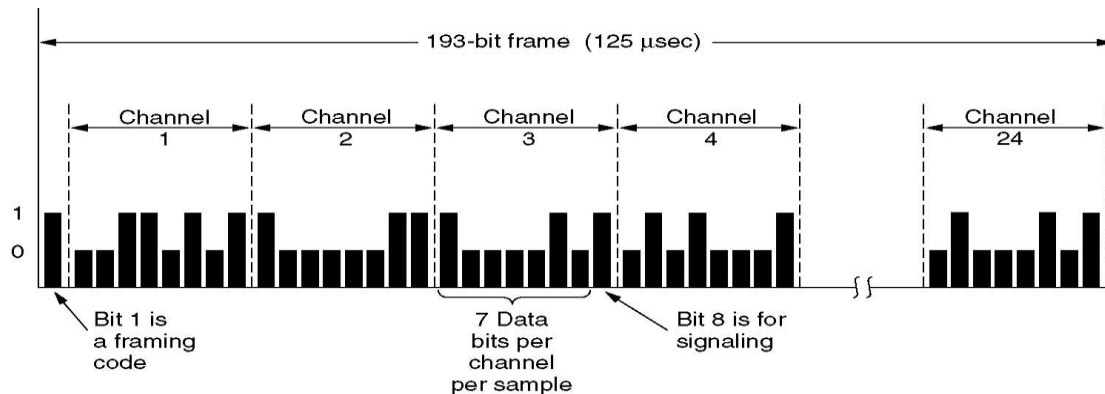 193-bit frame (125 μsec)
Channel
1
Channel
2
Channel
3
Channel
4
Channel
24
1
0
Bit 1 is
a framing
code
7 Data
bits per
channel
per sample
Bit 8 is for
signaling